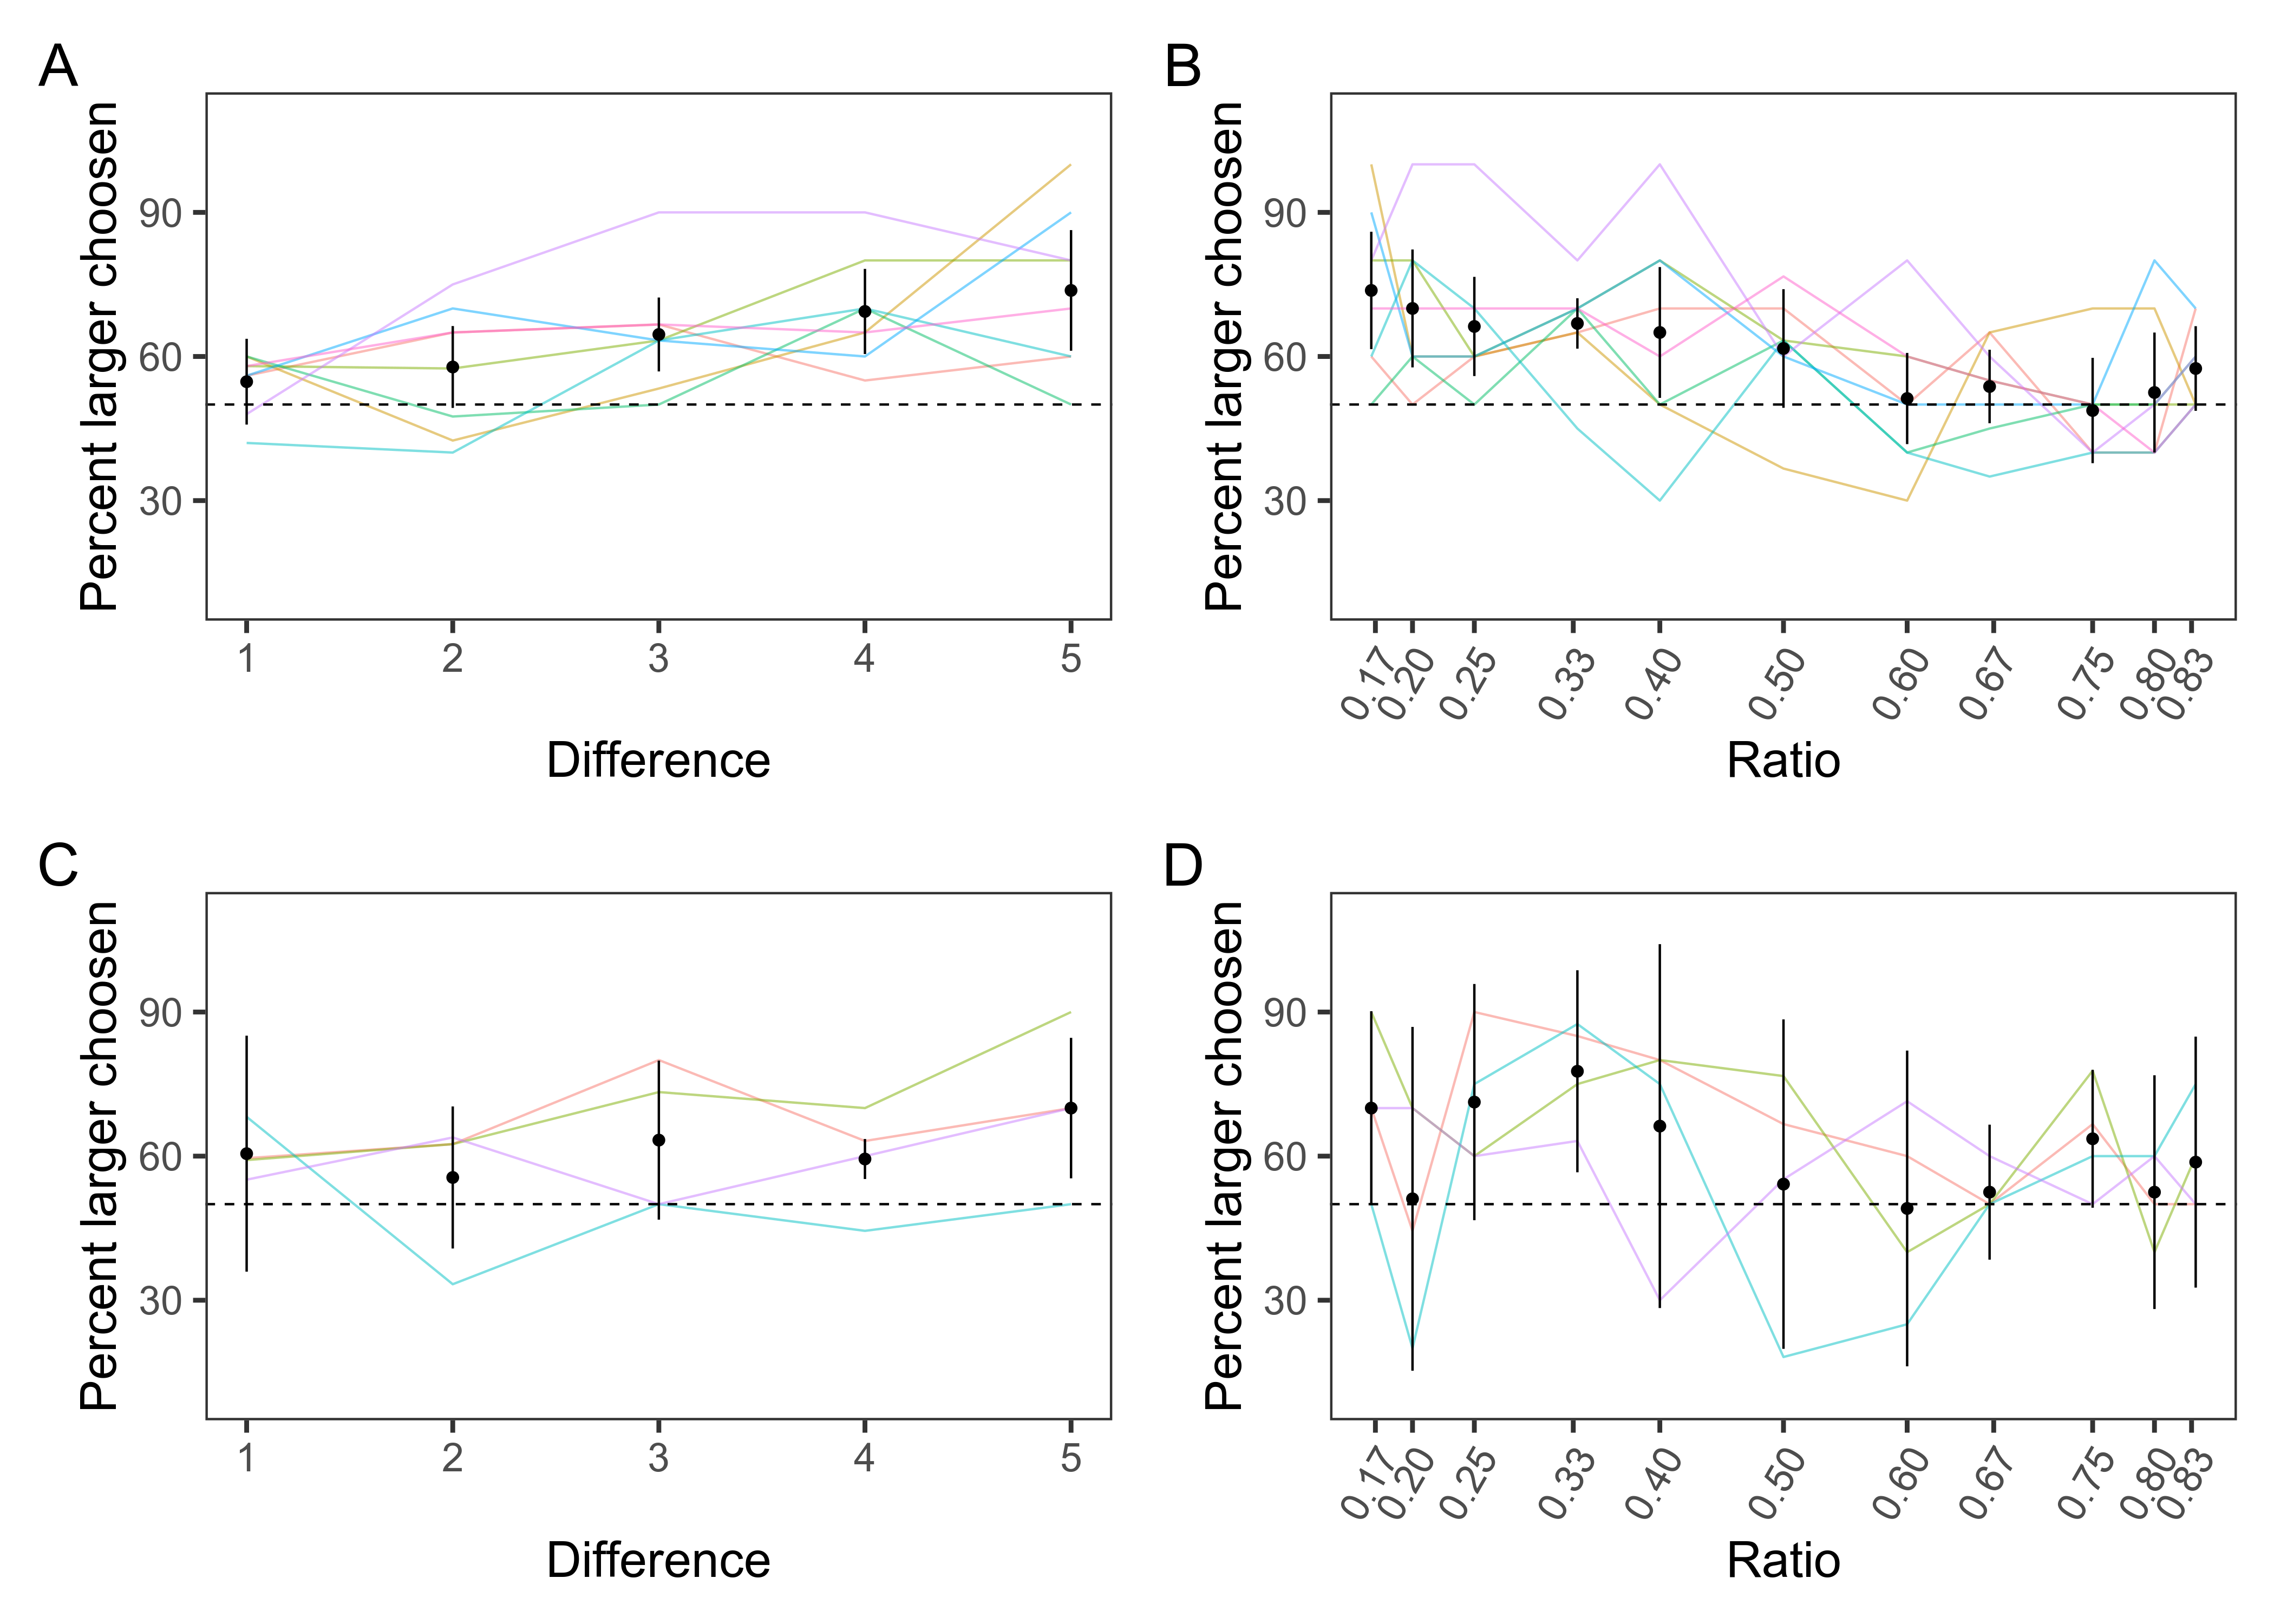 A
Percent larger choosen
90
60
30
1 2 3 4 5
Difference
B
Percent larger choosen
90
60
30
0.17 0.20 0.25 0.33 0.40 0.50 0.60 0.67 0.75 0.80 0.83
Ratio
C
Percent larger choosen
90
60
30
1 2 3 4 5
Difference
D
Percent larger choosen
90
60
30
0.17 0.20 0.25 0.33 0.40 0.50 0.60 0.67 0.75 0.80 0.83
Ratio